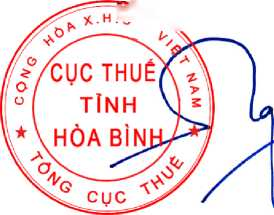 CỘNG HÒA X.H.C VIỆT NAM
CỤC THUẾ
TỈNH
HÒA BÌNH
TỔNG CỤC THUẾ